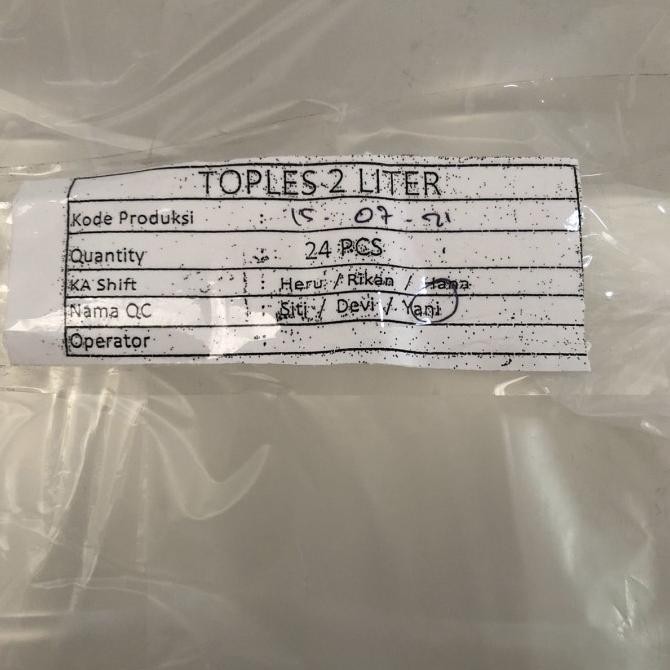 TOPLES 2 LITER
Kode Produksi : 15 - 07 - 21
Quantity : 24 PCS
KA Shift : Heru / Rikan / Hana
Nama QC : Siti / Devi / Yani
Operator :